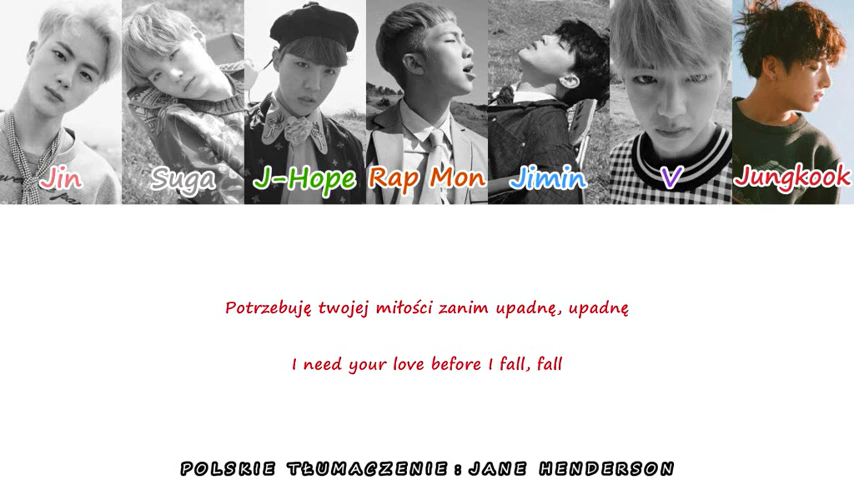 Jin Suga J-Hope Rap Mon Jimin V Jungkook
Potrzebuję twojej miłości zanim upadnę, upadnę
I need your love before I fall, fall
POLSKIE TŁUMACZENIE : JANE HENDERSON